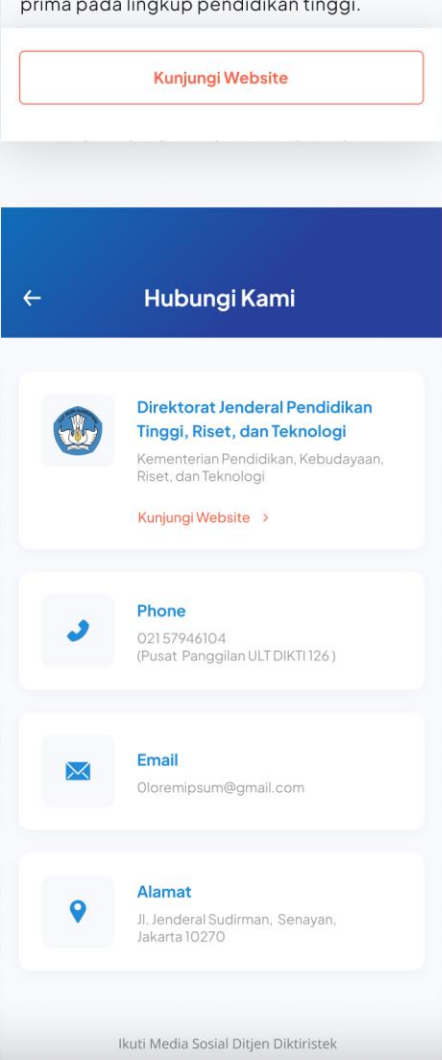 prima pada lingkup pendidikan tinggi.
Kunjungi Website
Hubungi Kami
Direktorat Jenderal Pendidikan
Tinggi, Riset, dan Teknologi
Kementerian Pendidikan, Kebudayaan,
Riset, dan Teknologi
Kunjungi Website >
Phone
021 57946104
(Pusat Panggilan ULT DIKTI 126)
Email
0loremipsum@gmail.com
Alamat
Jl. Jenderal Sudirman, Senayan,
Jakarta 10270
Ikuti Media Sosial Ditjen Diktiristek